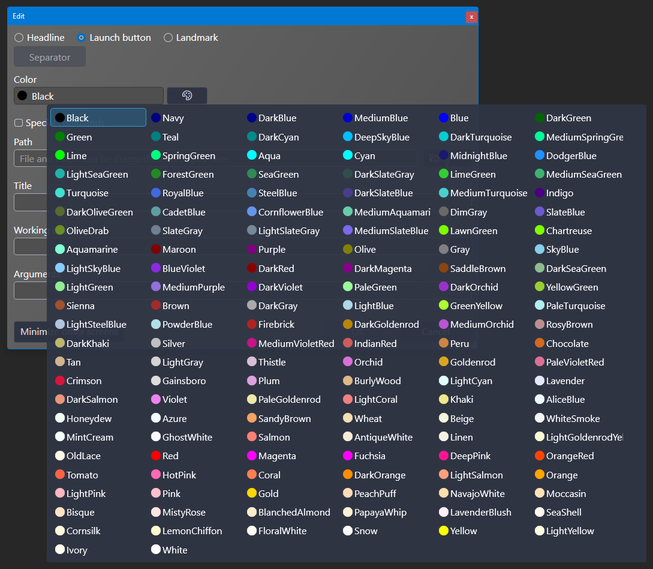 Edit
Headline Launch button Landmark
Separator
Color
Black
Black Navy DarkBlue MediumBlue Blue DarkGreen
Spec Green Teal DarkCyan DeepSkyBlue DarkTurquoise MediumSpringGre
Path Lime SpringGreen Aqua Cyan MidnightBlue DodgerBlue
File an LightSeaGreen ForestGreen SeaGreen DarkSlateGray LimeGreen MediumSeaGreen
Title Turquoise RoyalBlue SteelBlue DarkSlateBlue MediumTurquoise Indigo
DarkOliveGreen CadetBlue CornflowerBlue MediumAquamari DimGray SlateBlue
Working OliveDrab SlateGray LightSlateGray MediumSlateBlue LawnGreen Chartreuse
Aquamarine Maroon Purple Olive Gray SkyBlue
Argume LightSkyBlue BlueViolet DarkRed DarkMagenta SaddleBrown DarkSeaGreen
LightGreen MediumPurple DarkViolet PaleGreen DarkOrchid YellowGreen
Sienna Brown DarkGray LightBlue GreenYellow PaleTurquoise
Minim LightSteelBlue PowderBlue Firebrick DarkGoldenrod MediumOrchid RosyBrown
DarkKhaki Silver MediumVioletRed IndianRed Peru Chocolate
Tan LightGray Thistle Orchid Goldenrod PaleVioletRed
Crimson Gainsboro Plum BurlyWood LightCyan Lavender
DarkSalmon Violet PaleGoldenrod LightCoral Khaki AliceBlue
Honeydew Azure SandyBrown Wheat Beige WhiteSmoke
MintCream GhostWhite Salmon AntiqueWhite Linen LightGoldenrodYe
OldLace Red Magenta Fuchsia DeepPink OrangeRed
Tomato HotPink Coral DarkOrange LightSalmon Orange
LightPink Pink Gold PeachPuff NavajoWhite Moccasin
Bisque MistyRose BlanchedAlmond PapayaWhip LavenderBlush SeaShell
Cornsilk LemonChiffon FloralWhite Snow Yellow LightYellow
Ivory White